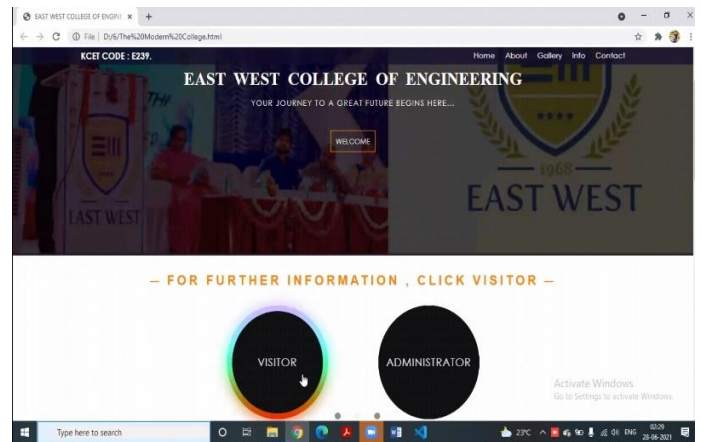 EAST WEST COLLEGE OF ENGINE
File | D:/6/The%20Modern%20College.html
KCET CODE : E239.
Home About Gallery Info Contact
EAST WEST COLLEGE OF ENGINEERING
YOUR JOURNEY TO A GREAT FUTURE BEGINS HERE...
WELCOME
1968
EAST WEST
EAST WEST
— FOR FURTHER INFORMATION , CLICK VISITOR —
VISITOR
ADMINISTRATOR
Activate Windows
Go to Settings to activate Windows.
Type here to search
23°C
ENG
02:29
28-06-2021